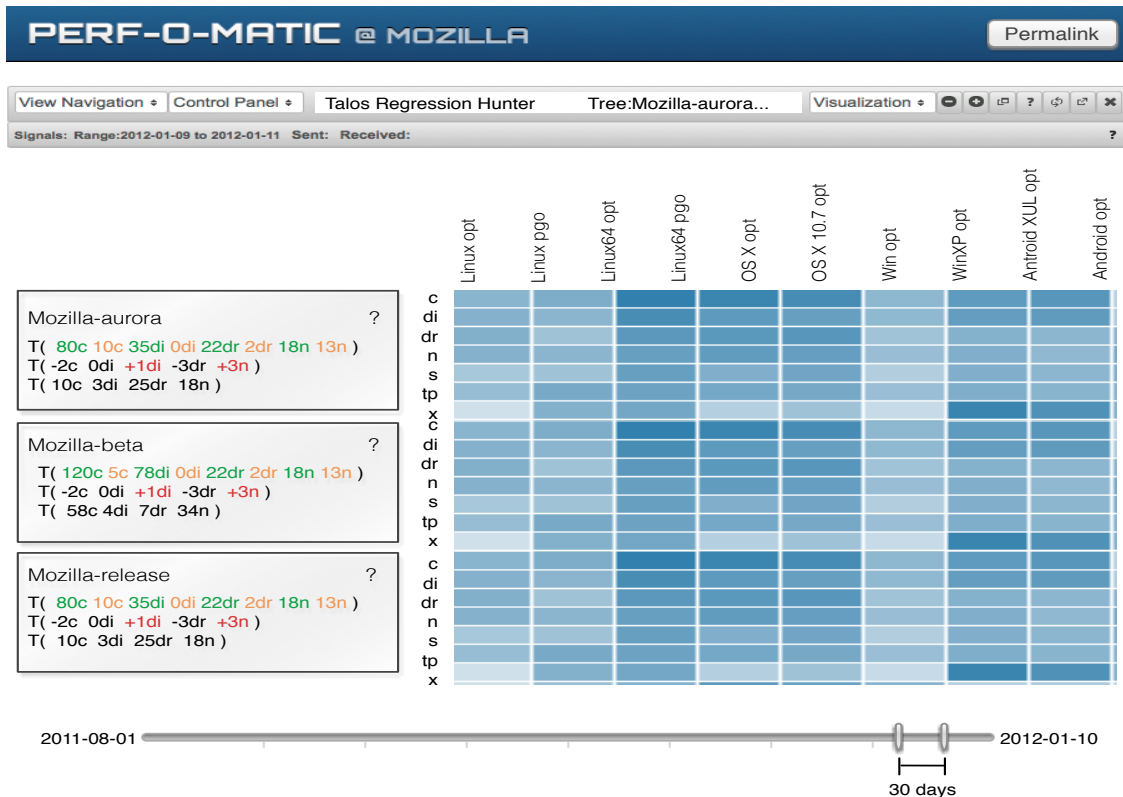 PERF-O-MATIC @ MOZILLA
Permalink
View Navigation Control Panel Talos Regression Hunter Tree:Mozilla-aurora... Visualization ?
Signals: Range:2012-01-09 to 2012-01-11 Sent: Received: ?
Linux opt
Linux pgo
Linux64 opt
Linux64 pgo
OS X opt
OS X 10.7 opt
Win opt
WinXP opt
Antroid XUL opt
Android opt
Mozilla-aurora ?
T( 80c 10c 35di 0di 22dr 2dr 18n 13n )
T( -2c 0di +1di -3dr +3n )
T( 10c 3di 25dr 18n )
c
di
dr
n
s
tp
x
Mozilla-beta ?
T( 120c 5c 78di 0di 22dr 2dr 18n 13n )
T( -2c 0di +1di -3dr +3n )
T( 58c 4di 7dr 34n )
c
di
dr
n
s
tp
x
Mozilla-release ?
T( 80c 10c 35di 0di 22dr 2dr 18n 13n )
T( -2c 0di +1di -3dr +3n )
T( 10c 3di 25dr 18n )
c
di
dr
n
s
tp
x
2011-08-01
2012-01-10
30 days